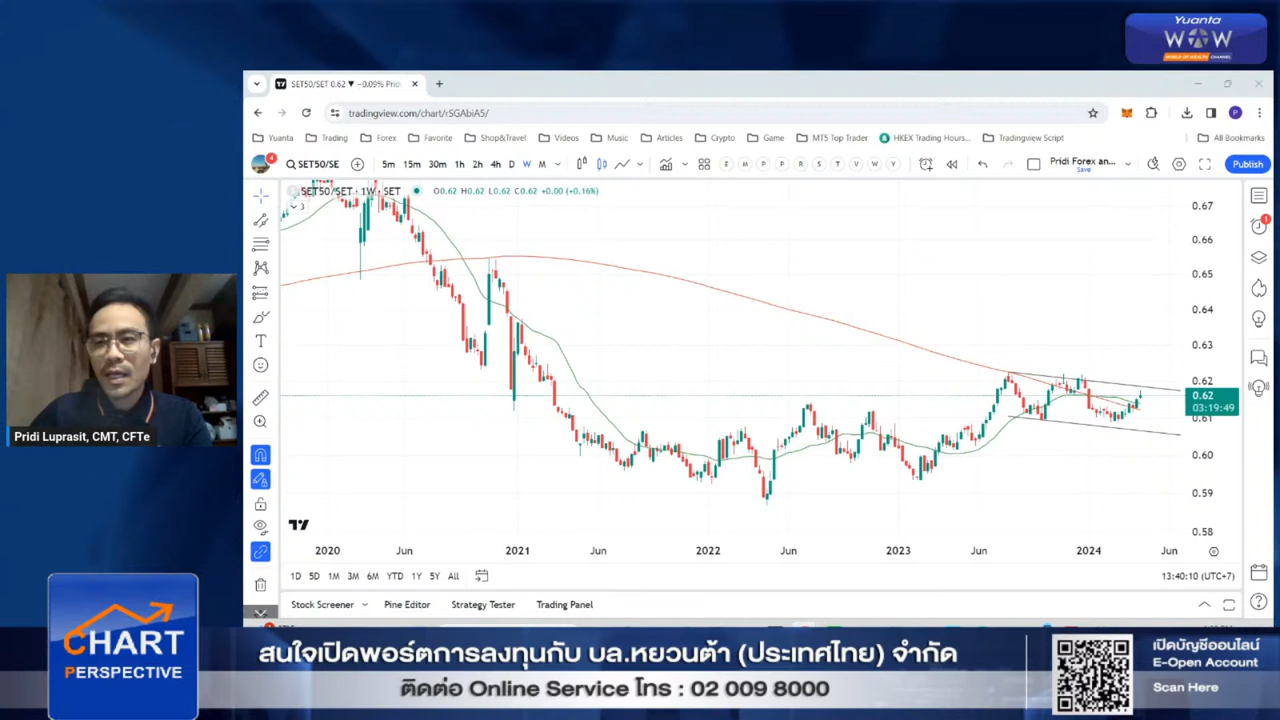 Yuanta
WOW
WORLD OF WEALTH CHANNEL
SET50/SET 0.62 ▼ −0.09% Prid
tradingview.com/chart/rSGAbiA5/
Yuanta Trading Forex Favorite Shop&Travel Videos Music Articles Crypto Game MT5 Top Trader HKEX Trading Hours... Tradingview Script All Bookmarks
4 SET50/SE 5m 15m 30m 1h 2h 4h D W M E M P P R S T V W Y Pridi Forex an... Save Publish
SET50/SET · 1W · SET O0.62 H0.62 L0.62 C0.62 +0.00 (+0.16%)
3
0.67
0.66
0.65
0.64
0.63
0.62
0.62
03:19:49
0.61
0.60
0.59
0.58
1
Pridi Luprasit, CMT, CFTe
2020 Jun 2021 Jun 2022 Jun 2023 Jun 2024 Jun
1D 5D 1M 3M 6M YTD 1Y 5Y All 13:40:10 (UTC+7)
Stock Screener Pine Editor Strategy Tester Trading Panel
CHART
PERSPECTIVE
สนใจเปิดพอร์ตการลงทุนกับ บล.หยวนต้า (ประเทศไทย) จำกัด
ติดต่อ Online Service โทร : 02 009 8000
เปิดบัญชีออนไลน์
E-Open Account
Scan Here